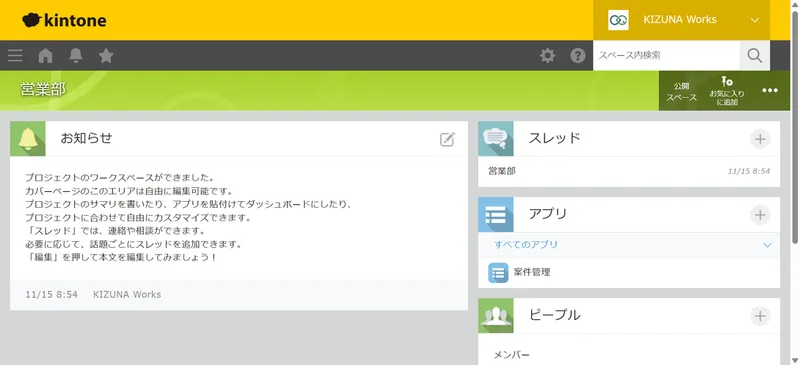 kintone
KIZUNA Works
スペース内検索
営業部
公開
スペース
お気に入り
に追加
お知らせ
プロジェクトのワークスペースができました。
カバーページのこのエリアは自由に編集可能です。
プロジェクトのサマリを書いたり、アプリを貼付けてダッシュボードにしたり、
プロジェクトに合わせて自由にカスタマイズできます。
「スレッド」では、連絡や相談ができます。
必要に応じて、話題ごとにスレッドを追加できます。
「編集」を押して本文を編集してみましょう！
11/15 8:54 KIZUNA Works
スレッド
営業部 11/15 8:54
アプリ
すべてのアプリ
案件管理
ピープル
メンバー